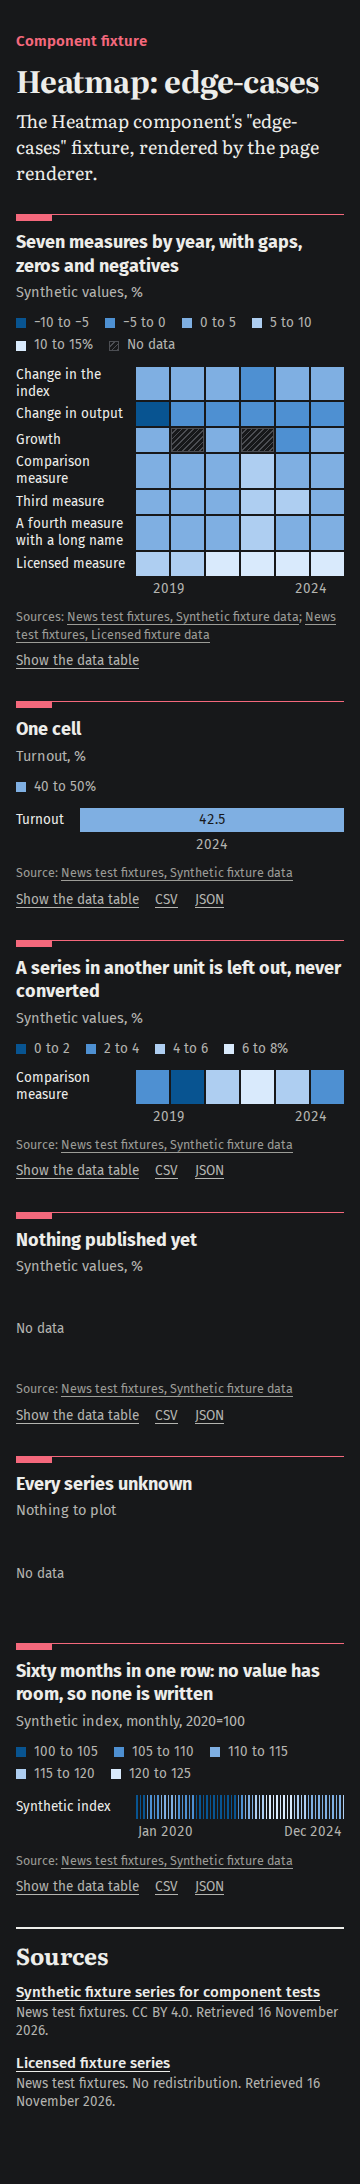 Component fixture
Heatmap: edge-cases
The Heatmap component's "edge-
cases" fixture, rendered by the page
renderer.
Seven measures by year, with gaps,
zeros and negatives
Synthetic values, %
−10 to −5 −5 to 0 0 to 5 5 to 10
10 to 15% No data
Change in the
index
Change in output
Growth
Comparison
measure
Third measure
A fourth measure
with a long name
Licensed measure
2019 2024
Sources: News test fixtures, Synthetic fixture data; News
test fixtures, Licensed fixture data
Show the data table
One cell
Turnout, %
40 to 50%
Turnout 42.5
2024
Source: News test fixtures, Synthetic fixture data
Show the data table CSV JSON
A series in another unit is left out, never
converted
Synthetic values, %
0 to 2 2 to 4 4 to 6 6 to 8%
Comparison
measure
2019 2024
Source: News test fixtures, Synthetic fixture data
Show the data table CSV JSON
Nothing published yet
Synthetic values, %
No data
Source: News test fixtures, Synthetic fixture data
Show the data table CSV JSON
Every series unknown
Nothing to plot
No data
Sixty months in one row: no value has
room, so none is written
Synthetic index, monthly, 2020=100
100 to 105 105 to 110 110 to 115
115 to 120 120 to 125
Synthetic index
Jan 2020 Dec 2024
Source: News test fixtures, Synthetic fixture data
Show the data table CSV JSON
Sources
Synthetic fixture series for component tests
News test fixtures. CC BY 4.0. Retrieved 16 November
2026.
Licensed fixture series
News test fixtures. No redistribution. Retrieved 16
November 2026.